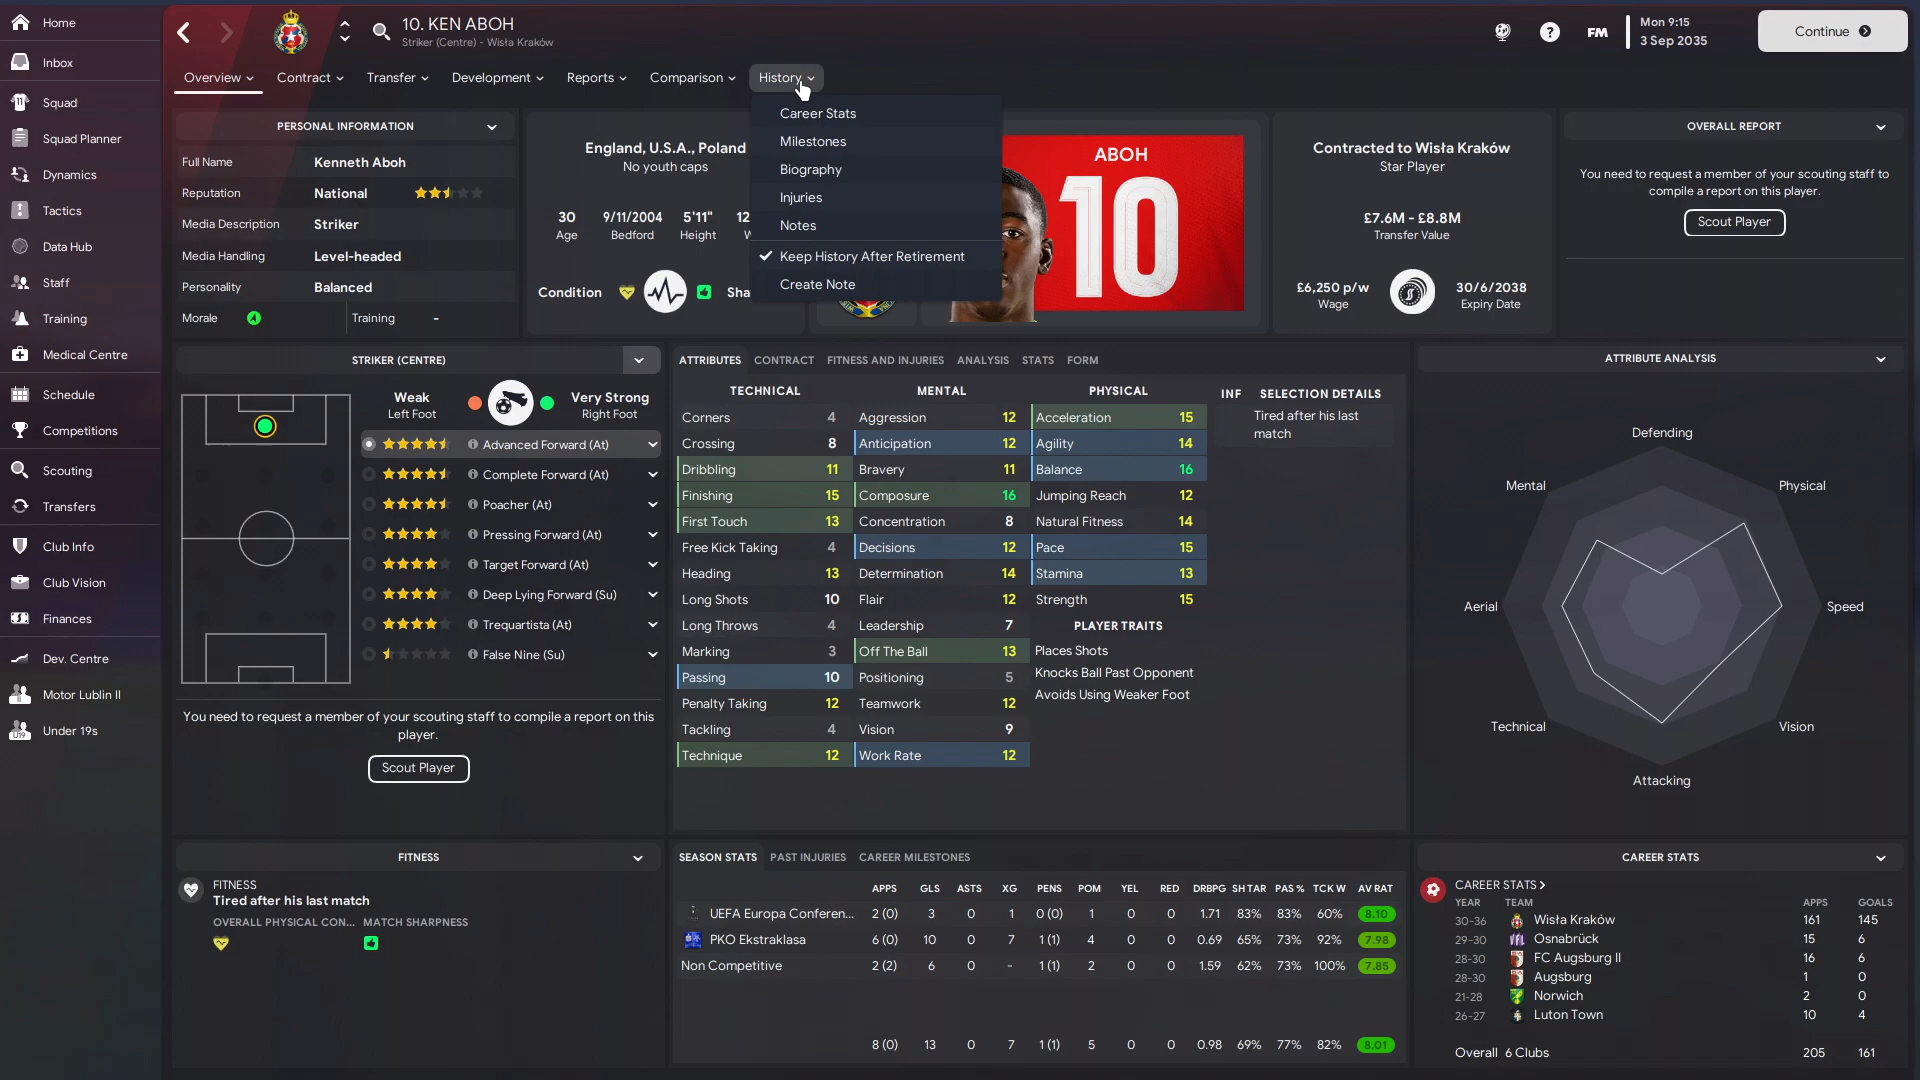 Home
Inbox
Squad
Squad Planner
Dynamics
Tactics
Data Hub
Staff
Training
Medical Centre
Schedule
Competitions
Scouting
Transfers
Club Info
Club Vision
Finances
Dev. Centre
Motor Lublin II
Under 19s
10. KEN ABOH
Striker (Centre) - Wisła Kraków
FM
Mon 9:15
3 Sep 2035
Continue
Overview
Contract
Transfer
Development
Reports
Comparison
History
Career Stats
Milestones
Biography
Injuries
Notes
Keep History After Retirement
Create Note
PERSONAL INFORMATION
Full Name Kenneth Aboh
Reputation National
Media Description Striker
Media Handling Level-headed
Personality Balanced
Morale Training -
England, U.S.A., Poland
No youth caps
30 9/11/2004 5'11" 12
Age Bedford Height W
Condition Sha
ABOH
10
Contracted to Wisła Kraków
Star Player
£7.6M - £8.8M
Transfer Value
£6,250 p/w 30/6/2038
Wage Expiry Date
OVERALL REPORT
You need to request a member of your scouting staff to
compile a report on this player.
Scout Player
STRIKER (CENTRE)
Weak Very Strong
Left Foot Right Foot
Advanced Forward (At)
Complete Forward (At)
Poacher (At)
Pressing Forward (At)
Target Forward (At)
Deep Lying Forward (Su)
Trequartista (At)
False Nine (Su)
You need to request a member of your scouting staff to compile a report on this
player.
Scout Player
ATTRIBUTES CONTRACT FITNESS AND INJURIES ANALYSIS STATS FORM
TECHNICAL
Corners 4
Crossing 8
Dribbling 11
Finishing 15
First Touch 13
Free Kick Taking 4
Heading 13
Long Shots 10
Long Throws 4
Marking 3
Passing 10
Penalty Taking 12
Tackling 4
Technique 12
MENTAL
Aggression 12
Anticipation 12
Bravery 11
Composure 16
Concentration 8
Decisions 12
Determination 14
Flair 12
Leadership 7
Off The Ball 13
Positioning 5
Teamwork 12
Vision 9
Work Rate 12
PHYSICAL
Acceleration 15
Agility 14
Balance 16
Jumping Reach 12
Natural Fitness 14
Pace 15
Stamina 13
Strength 15
PLAYER TRAITS
Places Shots
Knocks Ball Past Opponent
Avoids Using Weaker Foot
INF SELECTION DETAILS
Tired after his last
match
ATTRIBUTE ANALYSIS
Defending
Mental Physical
Aerial Speed
Technical Vision
Attacking
FITNESS
FITNESS
Tired after his last match
OVERALL PHYSICAL CON... MATCH SHARPNESS
SEASON STATS PAST INJURIES CAREER MILESTONES
APPS GLS ASTS XG PENS POM YEL RED DRBPG SH TAR PAS % TCK W AV RAT
UEFA Europa Conferen... 2 (0) 3 0 1 0 (0) 1 0 0 1.71 83% 83% 60% 8.10
PKO Ekstraklasa 6 (0) 10 0 7 1 (1) 4 0 0 0.69 65% 73% 92% 7.98
Non Competitive 2 (2) 6 0 - 1 (1) 2 0 0 1.59 62% 73% 100% 7.85
8 (0) 13 0 7 1 (1) 5 0 0 0.98 69% 77% 82% 8.01
CAREER STATS
CAREER STATS
YEAR TEAM APPS GOALS
30-36 Wisła Kraków 161 145
29-30 Osnabrück 15 6
28-30 FC Augsburg II 16 6
28-30 Augsburg 1 0
21-28 Norwich 2 0
26-27 Luton Town 10 4
Overall 6 Clubs 205 161